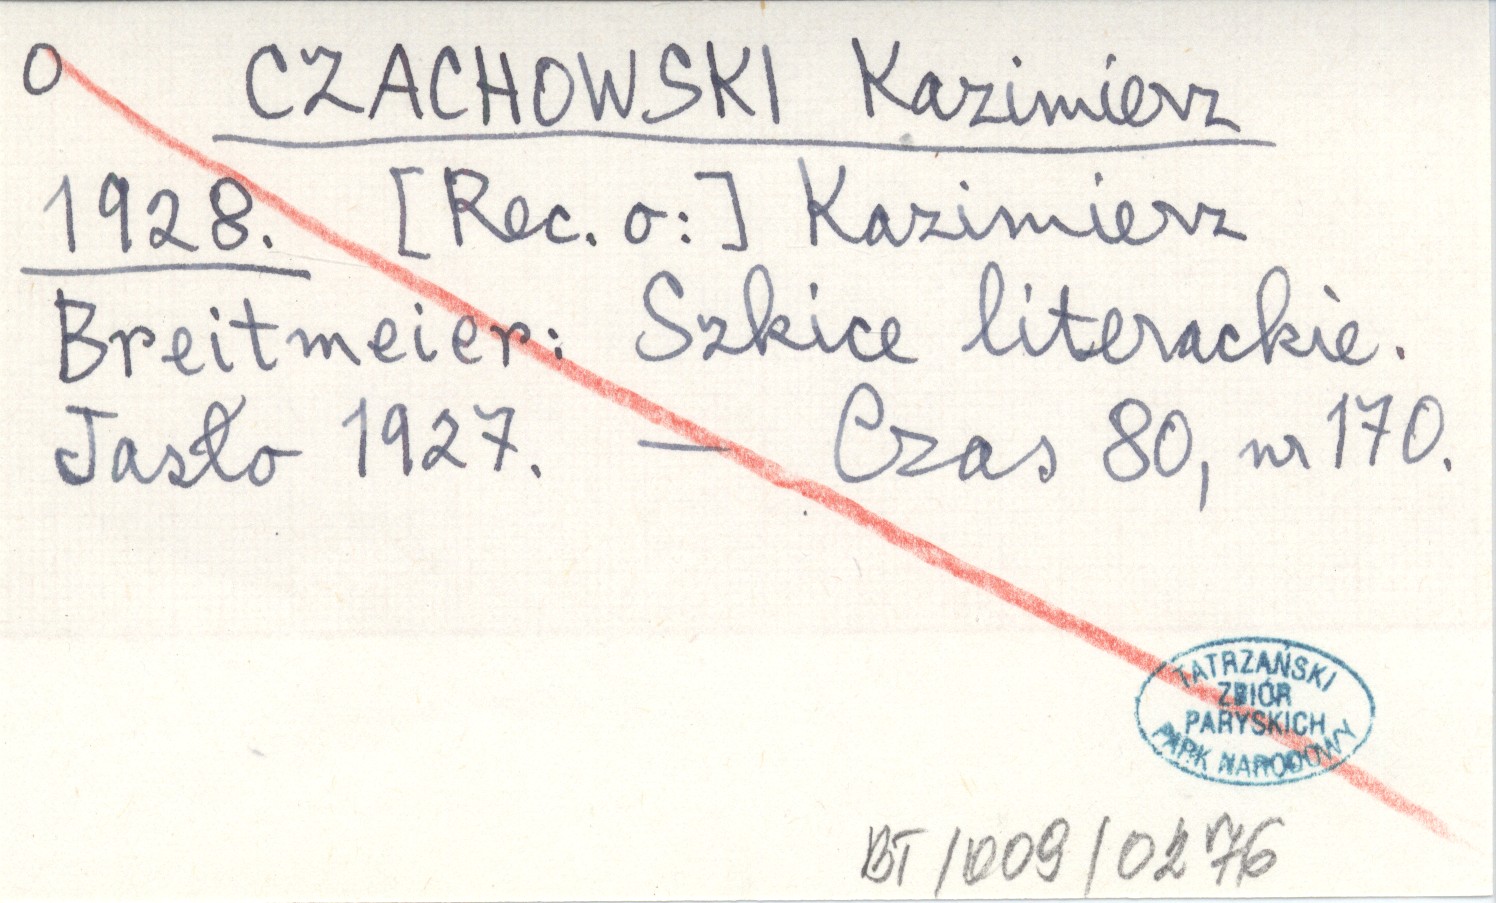 o CZACHOWSKI Kazimierz
1928. [Rec. o:] Kazimierz
Breitmeier: Szkice literackie.
Jasło 1927. — Czas 80, nr 170.
TATRZAŃSKI
ZBIÓR
PARYSKICH
PARK NARODOWY
BT/009/0276